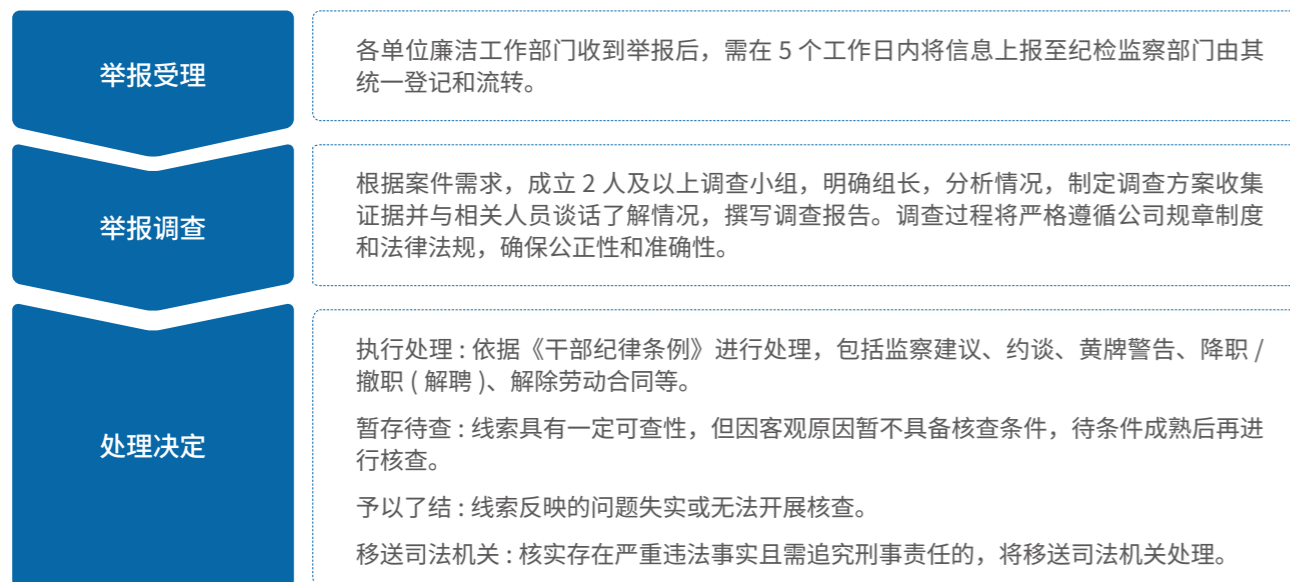 举报受理
各单位廉洁工作部门收到举报后，需在 5 个工作日内将信息上报至纪检监察部门由其
统一登记和流转。
举报调查
根据案件需求，成立 2 人及以上调查小组，明确组长，分析情况，制定调查方案收集
证据并与相关人员谈话了解情况，撰写调查报告。调查过程将严格遵循公司规章制度
和法律法规，确保公正性和准确性。
处理决定
执行处理 : 依据《干部纪律条例》进行处理，包括监察建议、约谈、黄牌警告、降职 /
撤职 ( 解聘 )、解除劳动合同等。
暂存待查 : 线索具有一定可查性，但因客观原因暂不具备核查条件，待条件成熟后再进
行核查。
予以了结 : 线索反映的问题失实或无法开展核查。
移送司法机关 : 核实存在严重违法事实且需追究刑事责任的，将移送司法机关处理。